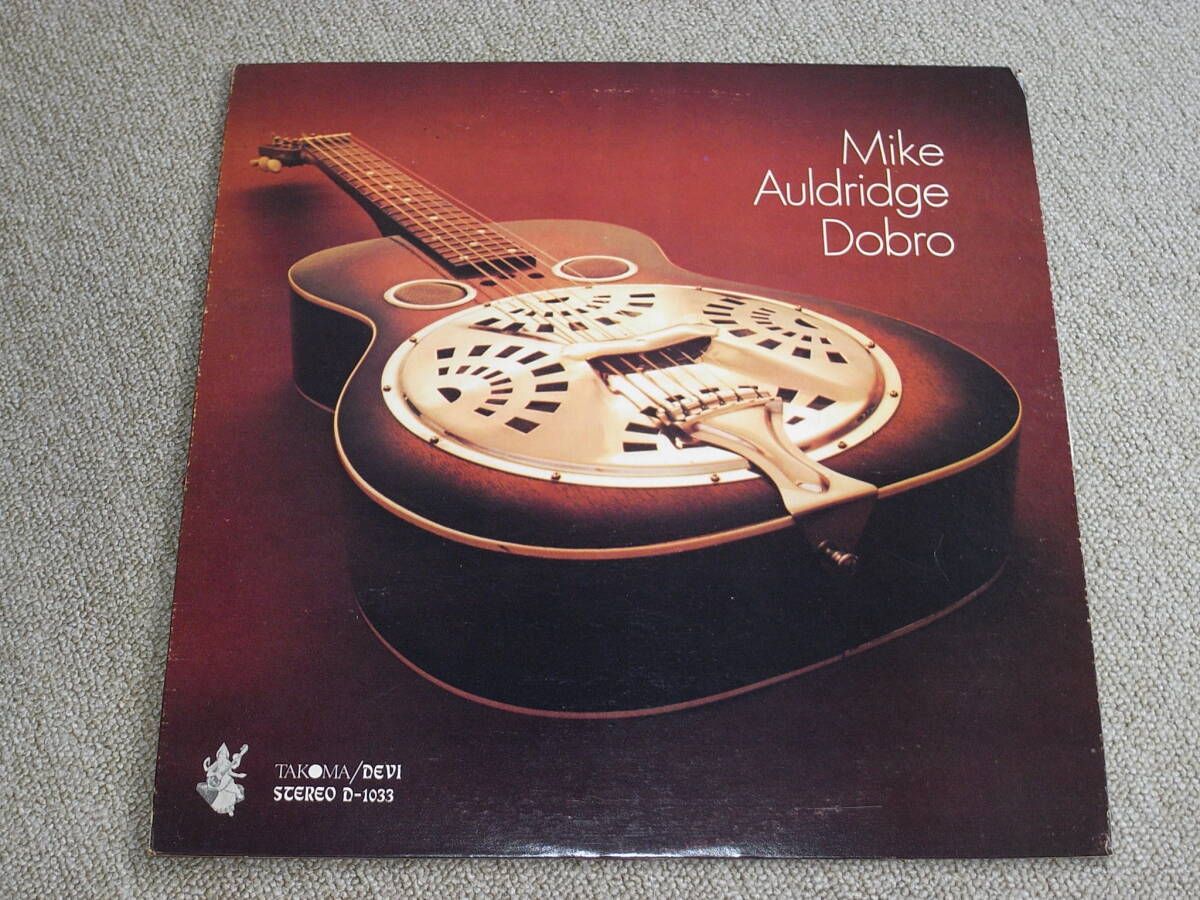 Mike
Auldridge
Dobro
TAKOMA/DEVI
STEREO D-1033